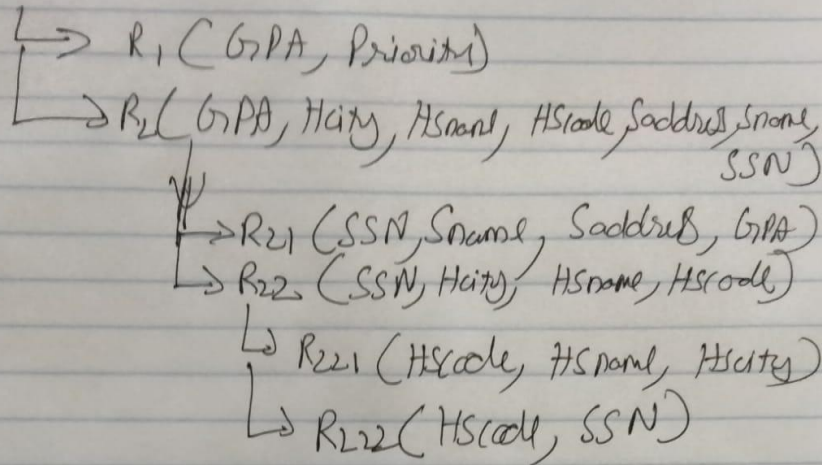 R1 (GPA, Priority)
R2 (GPA, Hcity, HSname, HScode, Saddress, Sname,
SSN)
R21 (SSN, Sname, Saddress, GPA)
R22 (SSN, Hcity, HSname, HScode)
R221 (HScode, HSname, Hscity)
R222 (HScode, SSN)